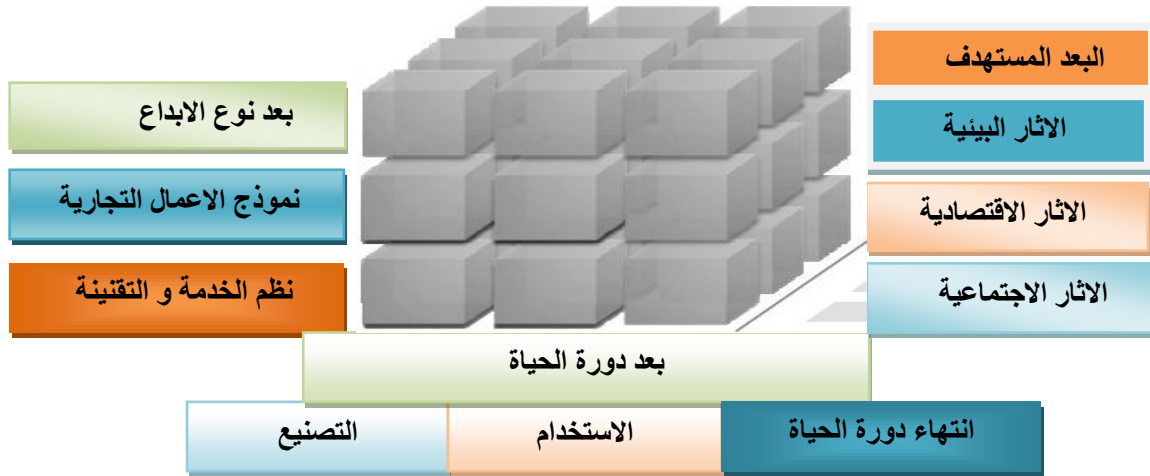 البعد المستهدف
الاثار البيئية
الاثار الاقتصادية
الاثار الاجتماعية
بعد نوع الابداع
نموذج الاعمال التجارية
نظم الخدمة و التقنينة
بعد دورة الحياة
انتهاء دورة الحياة
الاستخدام
التصنيع